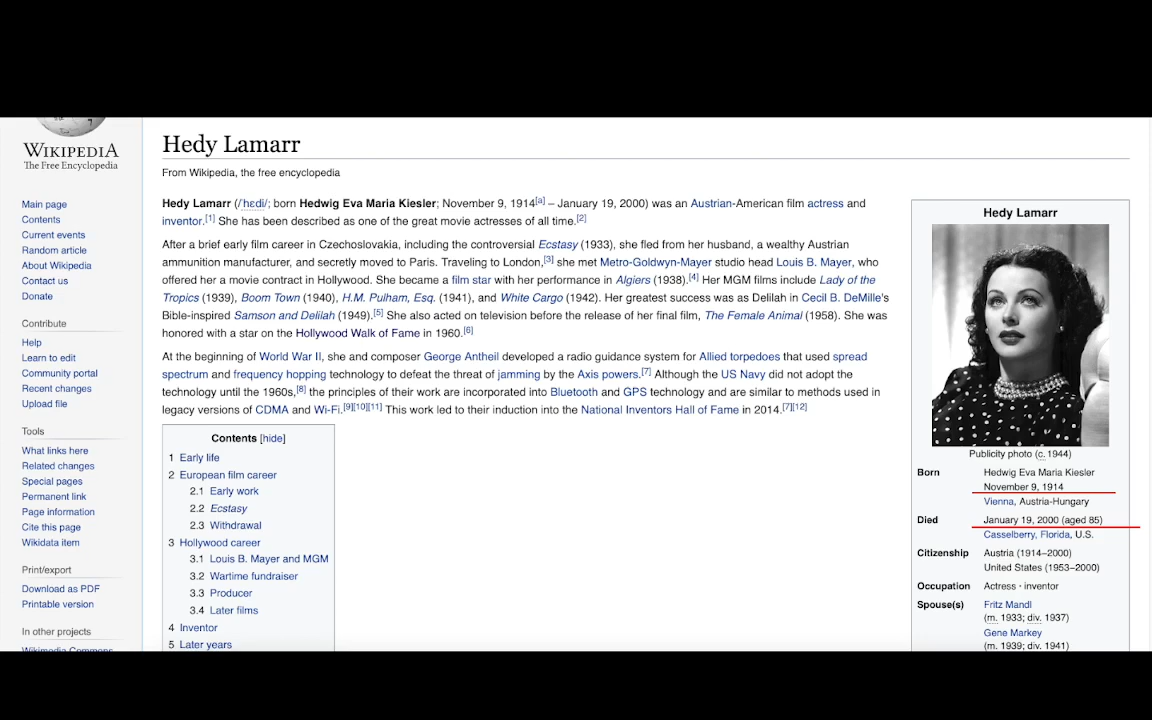 WIKIPEDIA
The Free Encyclopedia
Main page
Contents
Current events
Random article
About Wikipedia
Contact us
Donate
Contribute
Help
Learn to edit
Community portal
Recent changes
Upload file
Tools
What links here
Related changes
Special pages
Permanent link
Page information
Cite this page
Wikidata item
Print/export
Download as PDF
Printable version
In other projects
Wikimedia Commons
Hedy Lamarr
From Wikipedia, the free encyclopedia
Hedy Lamarr (/ˈhɛdi/; born Hedwig Eva Maria Kiesler; November 9, 1914[a] – January 19, 2000) was an Austrian-American film actress and
inventor.[1] She has been described as one of the great movie actresses of all time.[2]
After a brief early film career in Czechoslovakia, including the controversial Ecstasy (1933), she fled from her husband, a wealthy Austrian
ammunition manufacturer, and secretly moved to Paris. Traveling to London,[3] she met Metro-Goldwyn-Mayer studio head Louis B. Mayer, who
offered her a movie contract in Hollywood. She became a film star with her performance in Algiers (1938).[4] Her MGM films include Lady of the
Tropics (1939), Boom Town (1940), H.M. Pulham, Esq. (1941), and White Cargo (1942). Her greatest success was as Delilah in Cecil B. DeMille's
Bible-inspired Samson and Delilah (1949).[5] She also acted on television before the release of her final film, The Female Animal (1958). She was
honored with a star on the Hollywood Walk of Fame in 1960.[6]
At the beginning of World War II, she and composer George Antheil developed a radio guidance system for Allied torpedoes that used spread
spectrum and frequency hopping technology to defeat the threat of jamming by the Axis powers.[7] Although the US Navy did not adopt the
technology until the 1960s,[8] the principles of their work are incorporated into Bluetooth and GPS technology and are similar to methods used in
legacy versions of CDMA and Wi-Fi.[9][10][11] This work led to their induction into the National Inventors Hall of Fame in 2014.[7][12]
Contents [hide]
1 Early life
2 European film career
2.1 Early work
2.2 Ecstasy
2.3 Withdrawal
3 Hollywood career
3.1 Louis B. Mayer and MGM
3.2 Wartime fundraiser
3.3 Producer
3.4 Later films
4 Inventor
5 Later years
Hedy Lamarr
Publicity photo (c. 1944)
Born Hedwig Eva Maria Kiesler
November 9, 1914
Vienna, Austria-Hungary
Died January 19, 2000 (aged 85)
Casselberry, Florida, U.S.
Citizenship Austria (1914–2000)
United States (1953–2000)
Occupation Actress · inventor
Spouse(s) Fritz Mandl
(m. 1933; div. 1937)
Gene Markey
(m. 1939; div. 1941)